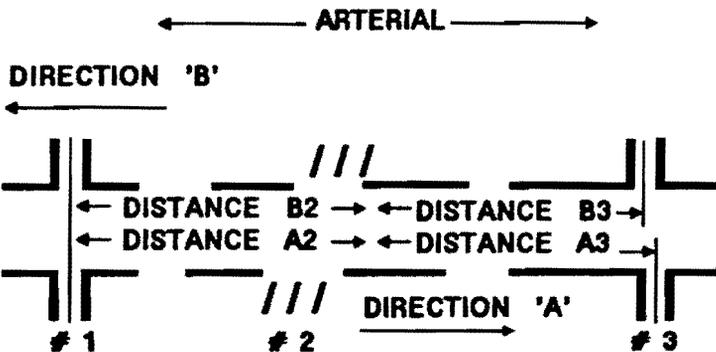 ARTERIAL
DIRECTION 'B'
DISTANCE B2 DISTANCE B3
DISTANCE A2 DISTANCE A3
DIRECTION 'A'
# 1 # 2 # 3